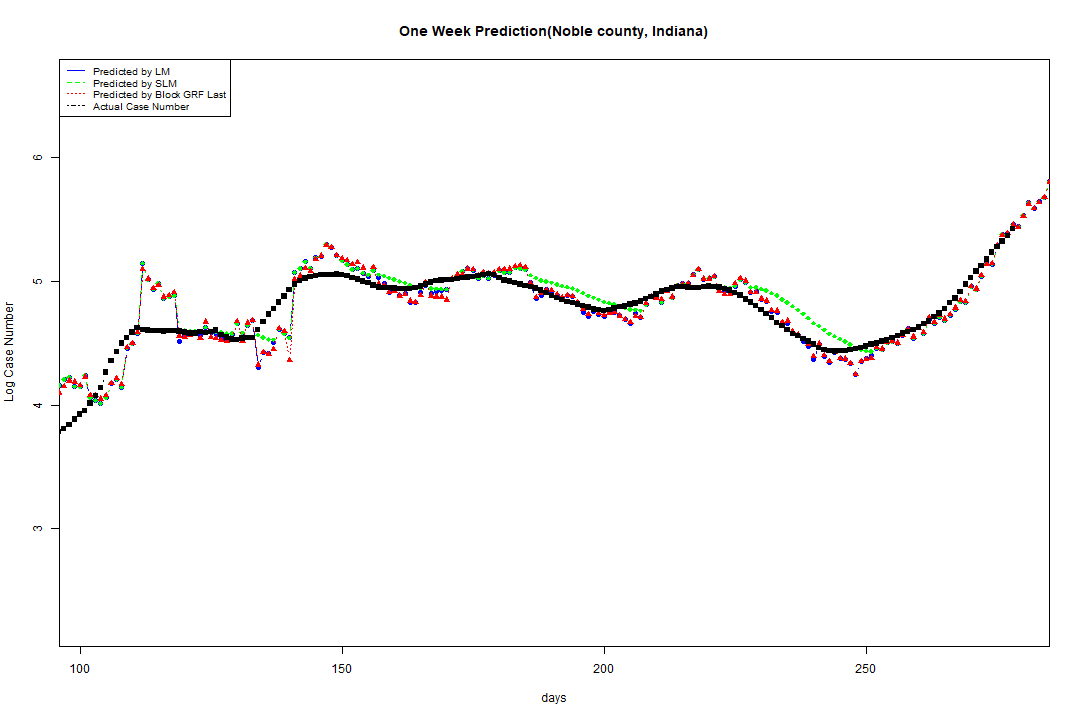 One Week Prediction(Noble county, Indiana)
Predicted by LM
Predicted by SLM
Predicted by Block GRF Last
Actual Case Number
6
5
4
3
Log Case Number
100 150 200 250
days